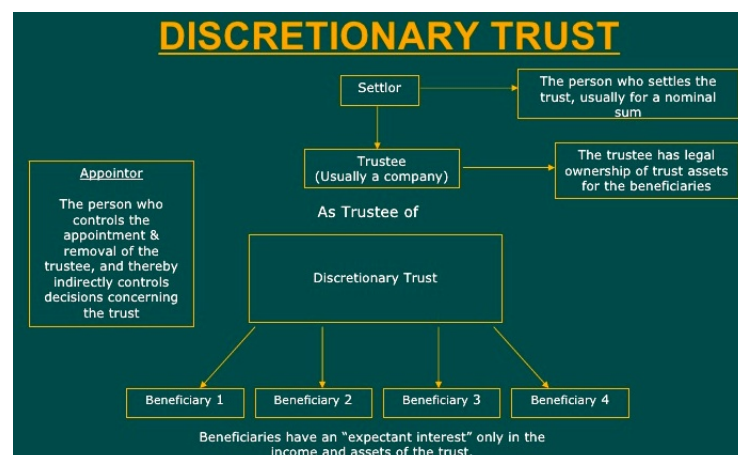 DISCRETIONARY TRUST
Settlor
The person who settles the
trust, usually for a nominal
sum
Trustee
(Usually a company)
The trustee has legal
ownership of trust assets
for the beneficiaries
Appointor
The person who
controls the
appointment &
removal of the
trustee, and thereby
indirectly controls
decisions concerning
the trust
As Trustee of
Discretionary Trust
Beneficiary 1
Beneficiary 2
Beneficiary 3
Beneficiary 4
Beneficiaries have an “expectant interest” only in the
income and assets of the trust.